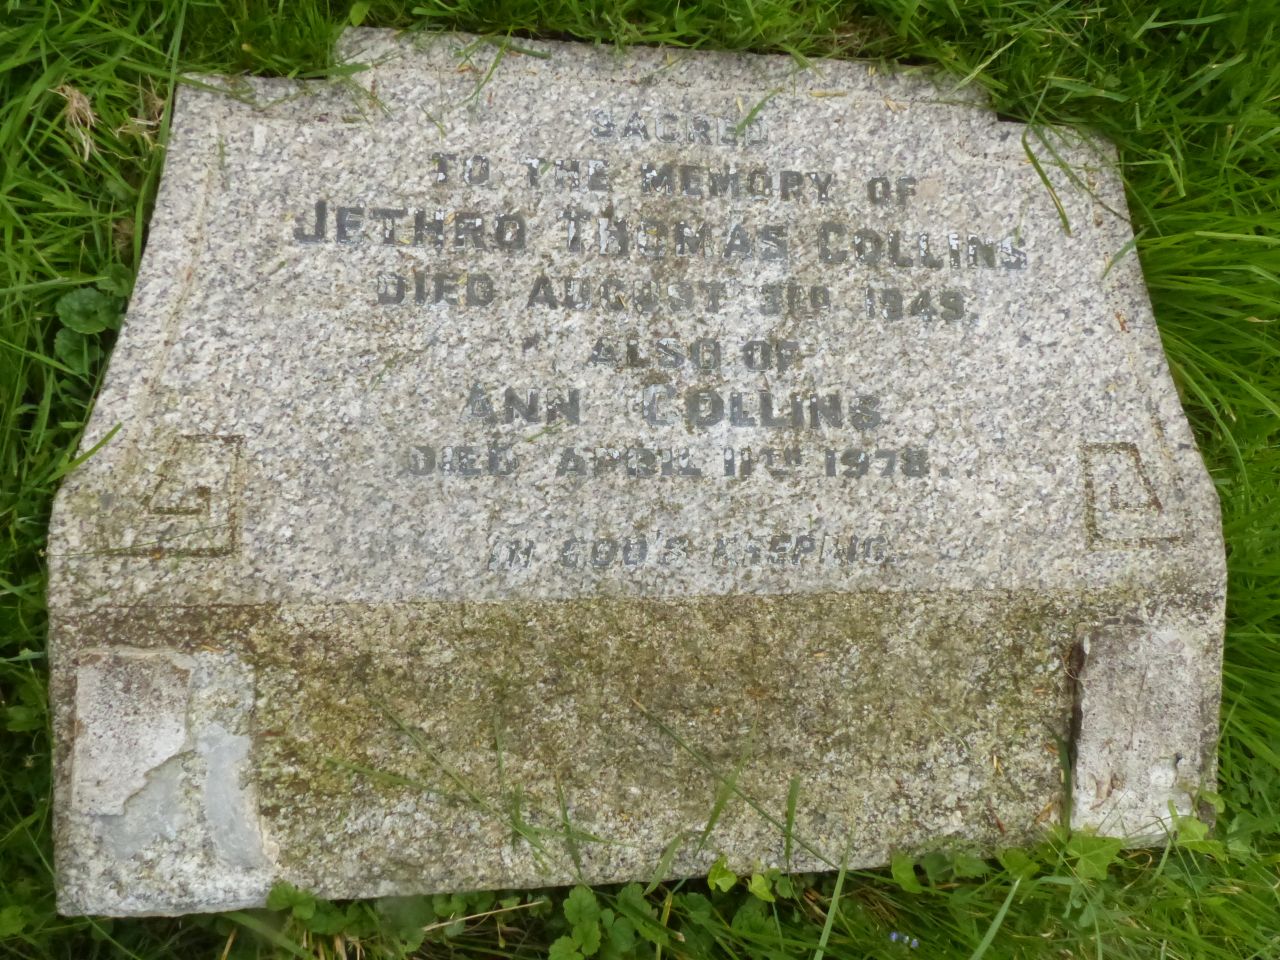 SACRED
TO THE MEMORY OF
JETHRO THOMAS COLLINS
DIED AUGUST 3RD 1949.
ALSO OF
ANN COLLINS
DIED APRIL 11TH 1978.
IN GOD'S KEEPING.